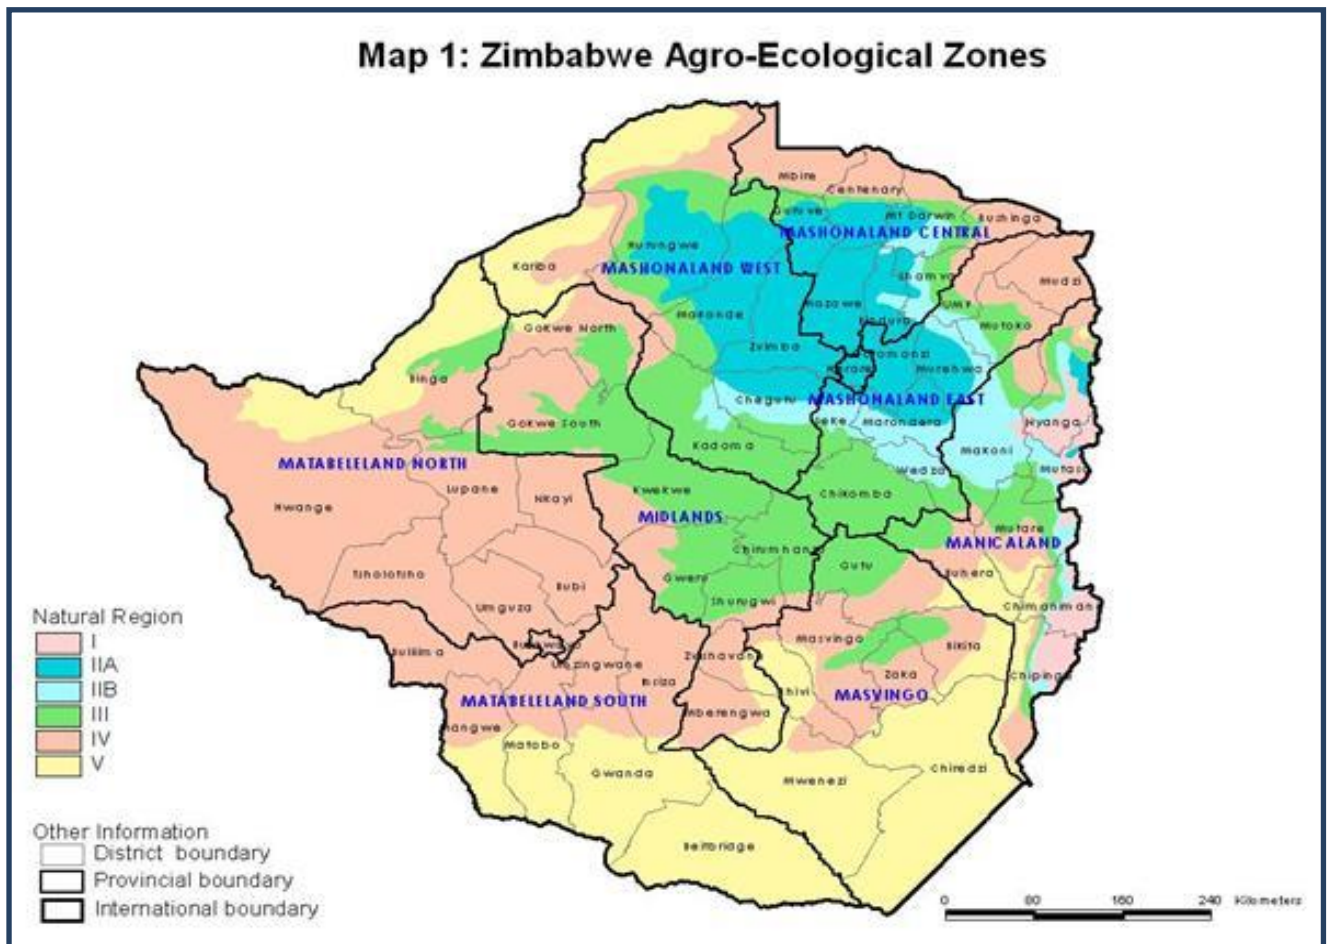 Map 1: Zimbabwe Agro-Ecological Zones
Mbire
Centenary
Guruve
Mt Darwin
Rushinga
MASHONALAND CENTRAL
Hurungwe
Kariba
MASHONALAND WEST
Shamva
Mudzi
Makonde
Mazowe
UMP
Bindura
Mutoko
Gokwe North
Zvimba
Goromonzi
Murehwa
Harare
Binga
Chegutu
MASHONALAND EAST
Gokwe South
Seke
Marondera
Nyanga
Kadoma
Makoni
MATABELELAND NORTH
Wedza
Mutasa
Lupane
Nkayi
Kwekwe
Chikomba
Hwange
MIDLANDS
Mutare
MANICALAND
Chirumhanzi
Tsholotsho
Bubi
Gweru
Gutu
Buhera
Umguza
Shurugwi
Chimanimani
Natural Region
I
IIA
IIB
III
IV
V
Bulilima
Bulawayo
Umzingwane
Zvishavane
Masvingo
Bikita
Insiza
Zaka
Chipinge
MATABELELAND SOUTH
Chivi
MASVINGO
Mberengwa
Mangwe
Matobo
Gwanda
Mwenezi
Chiredzi
Beitbridge
Other Information
District boundary
Provincial boundary
International boundary
0 80 160 240 Kilometers